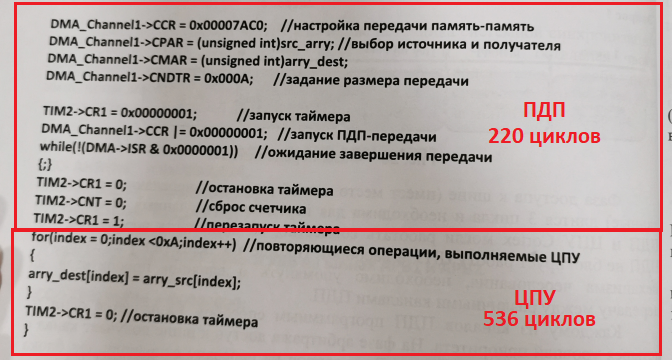 DMA_Channel1->CCR = 0x00007AC0; //настройка передачи память-память
DMA_Channel1->CPAR = (unsigned int)src_arry; //выбор источника и получателя
DMA_Channel1->CMAR = (unsigned int)arry_dest;
DMA_Channel1->CNDTR = 0x000A; //задание размера передачи
TIM2->CR1 = 0x00000001; //запуск таймера
DMA_Channel1->CCR |= 0x00000001; //запуск ПДП-передачи
while(!(DMA->ISR & 0x0000001)) //ожидание завершения передачи
{;}
TIM2->CR1 = 0; //остановка таймера
TIM2->CNT = 0; //сброс счетчика
TIM2->CR1 = 1; //перезапуск таймера
ПДП
220 циклов
for(index = 0;index <0xA;index++) //повторяющиеся операции, выполняемые ЦПУ
{
arry_dest[index] = arry_src[index];
}
TIM2->CR1 = 0; //остановка таймера
}
ЦПУ
536 циклов